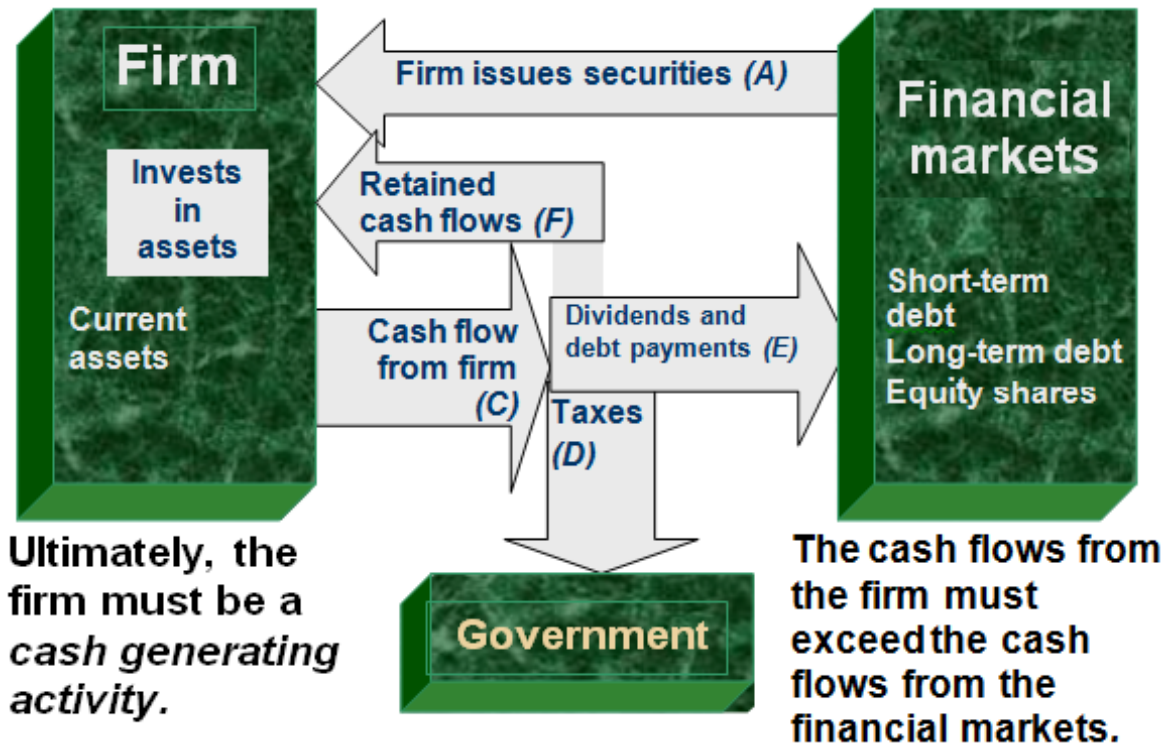 Firm
Firm issues securities (A)
Financial
markets
Invests
in
assets
Retained
cash flows (F)
Current
assets
Cash flow
from firm
(C)
Dividends and
debt payments (E)
Taxes
(D)
Short-term
debt
Long-term debt
Equity shares
Ultimately, the
firm must be a
cash generating
activity.
Government
The cash flows from
the firm must
exceed the cash
flows from the
financial markets.